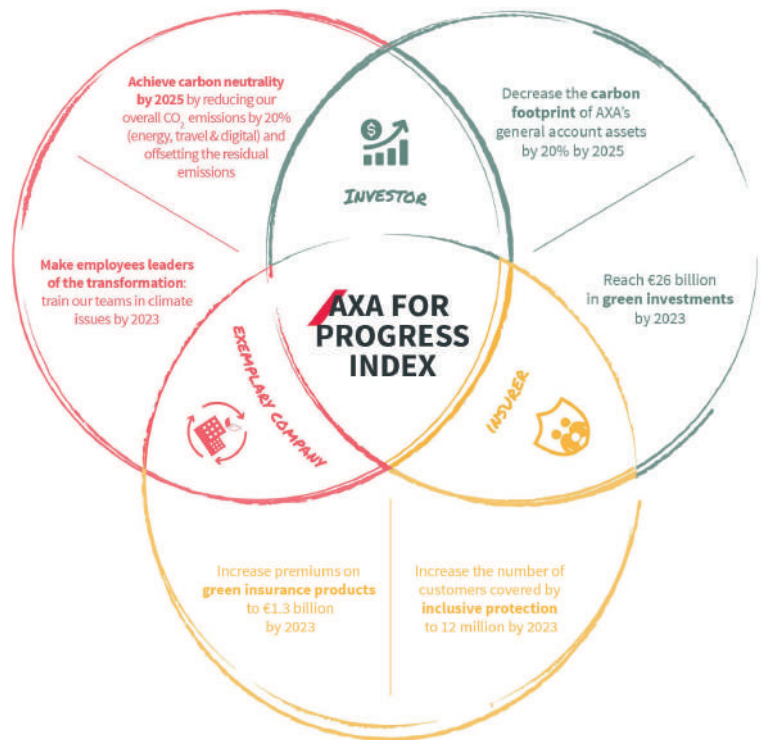 Achieve carbon neutrality
by 2025 by reducing our
overall CO2 emissions by 20%
(energy, travel & digital) and
offsetting the residual
emissions
Make employees leaders
of the transformation:
train our teams in climate
issues by 2023
$
INVESTOR
Decrease the carbon
footprint of AXA's
general account assets
by 20% by 2025
Reach €26 billion
in green investments
by 2023
AXA FOR
PROGRESS
INDEX
EXEMPLARY COMPANY
INSURER
Increase premiums on
green insurance products
to €1.3 billion
by 2023
Increase the number of
customers covered by
inclusive protection
to 12 million by 2023